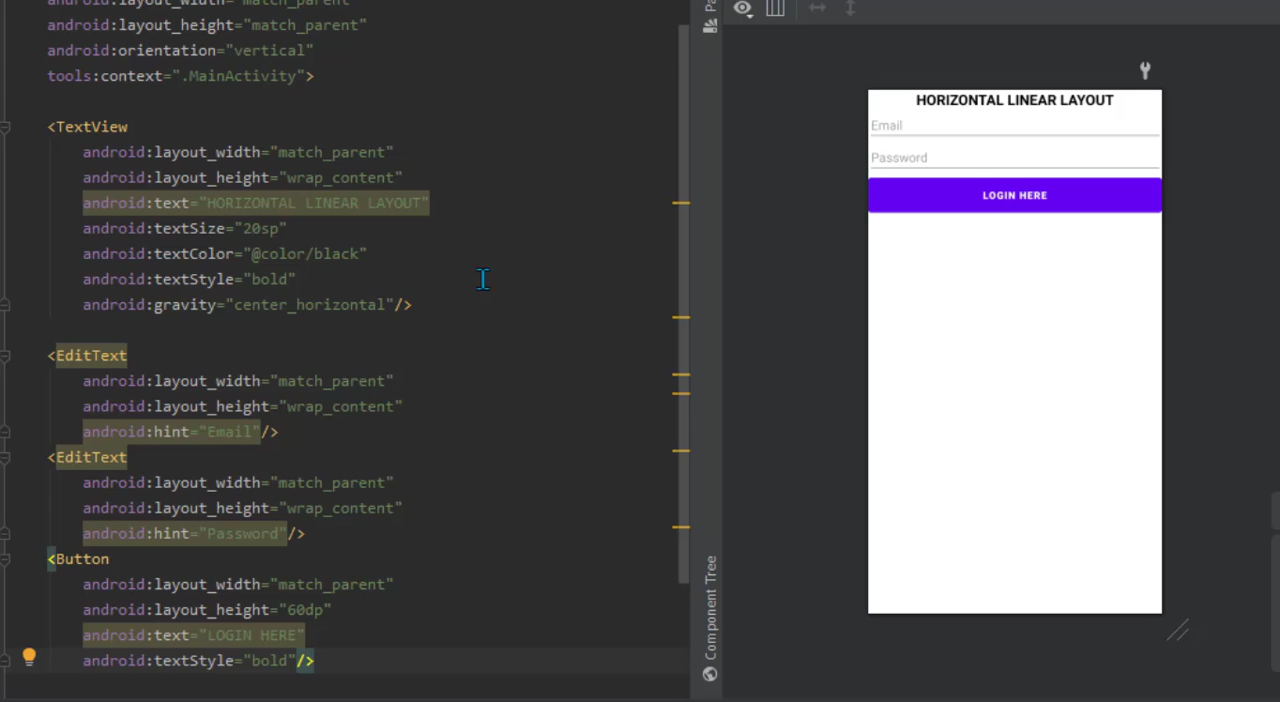 android:layout_width="match_parent"
android:layout_height="match_parent"
android:orientation="vertical"
tools:context=".MainActivity">
<TextView
android:layout_width="match_parent"
android:layout_height="wrap_content"
android:text="HORIZONTAL LINEAR LAYOUT"
android:textSize="20sp"
android:textColor="@color/black"
android:textStyle="bold"
android:gravity="center_horizontal"/>
<EditText
android:layout_width="match_parent"
android:layout_height="wrap_content"
android:hint="Email"/>
<EditText
android:layout_width="match_parent"
android:layout_height="wrap_content"
android:hint="Password"/>
<Button
android:layout_width="match_parent"
android:layout_height="60dp"
android:text="LOGIN HERE"
android:textStyle="bold"/>
Component Tree
HORIZONTAL LINEAR LAYOUT
Email
Password
LOGIN HERE